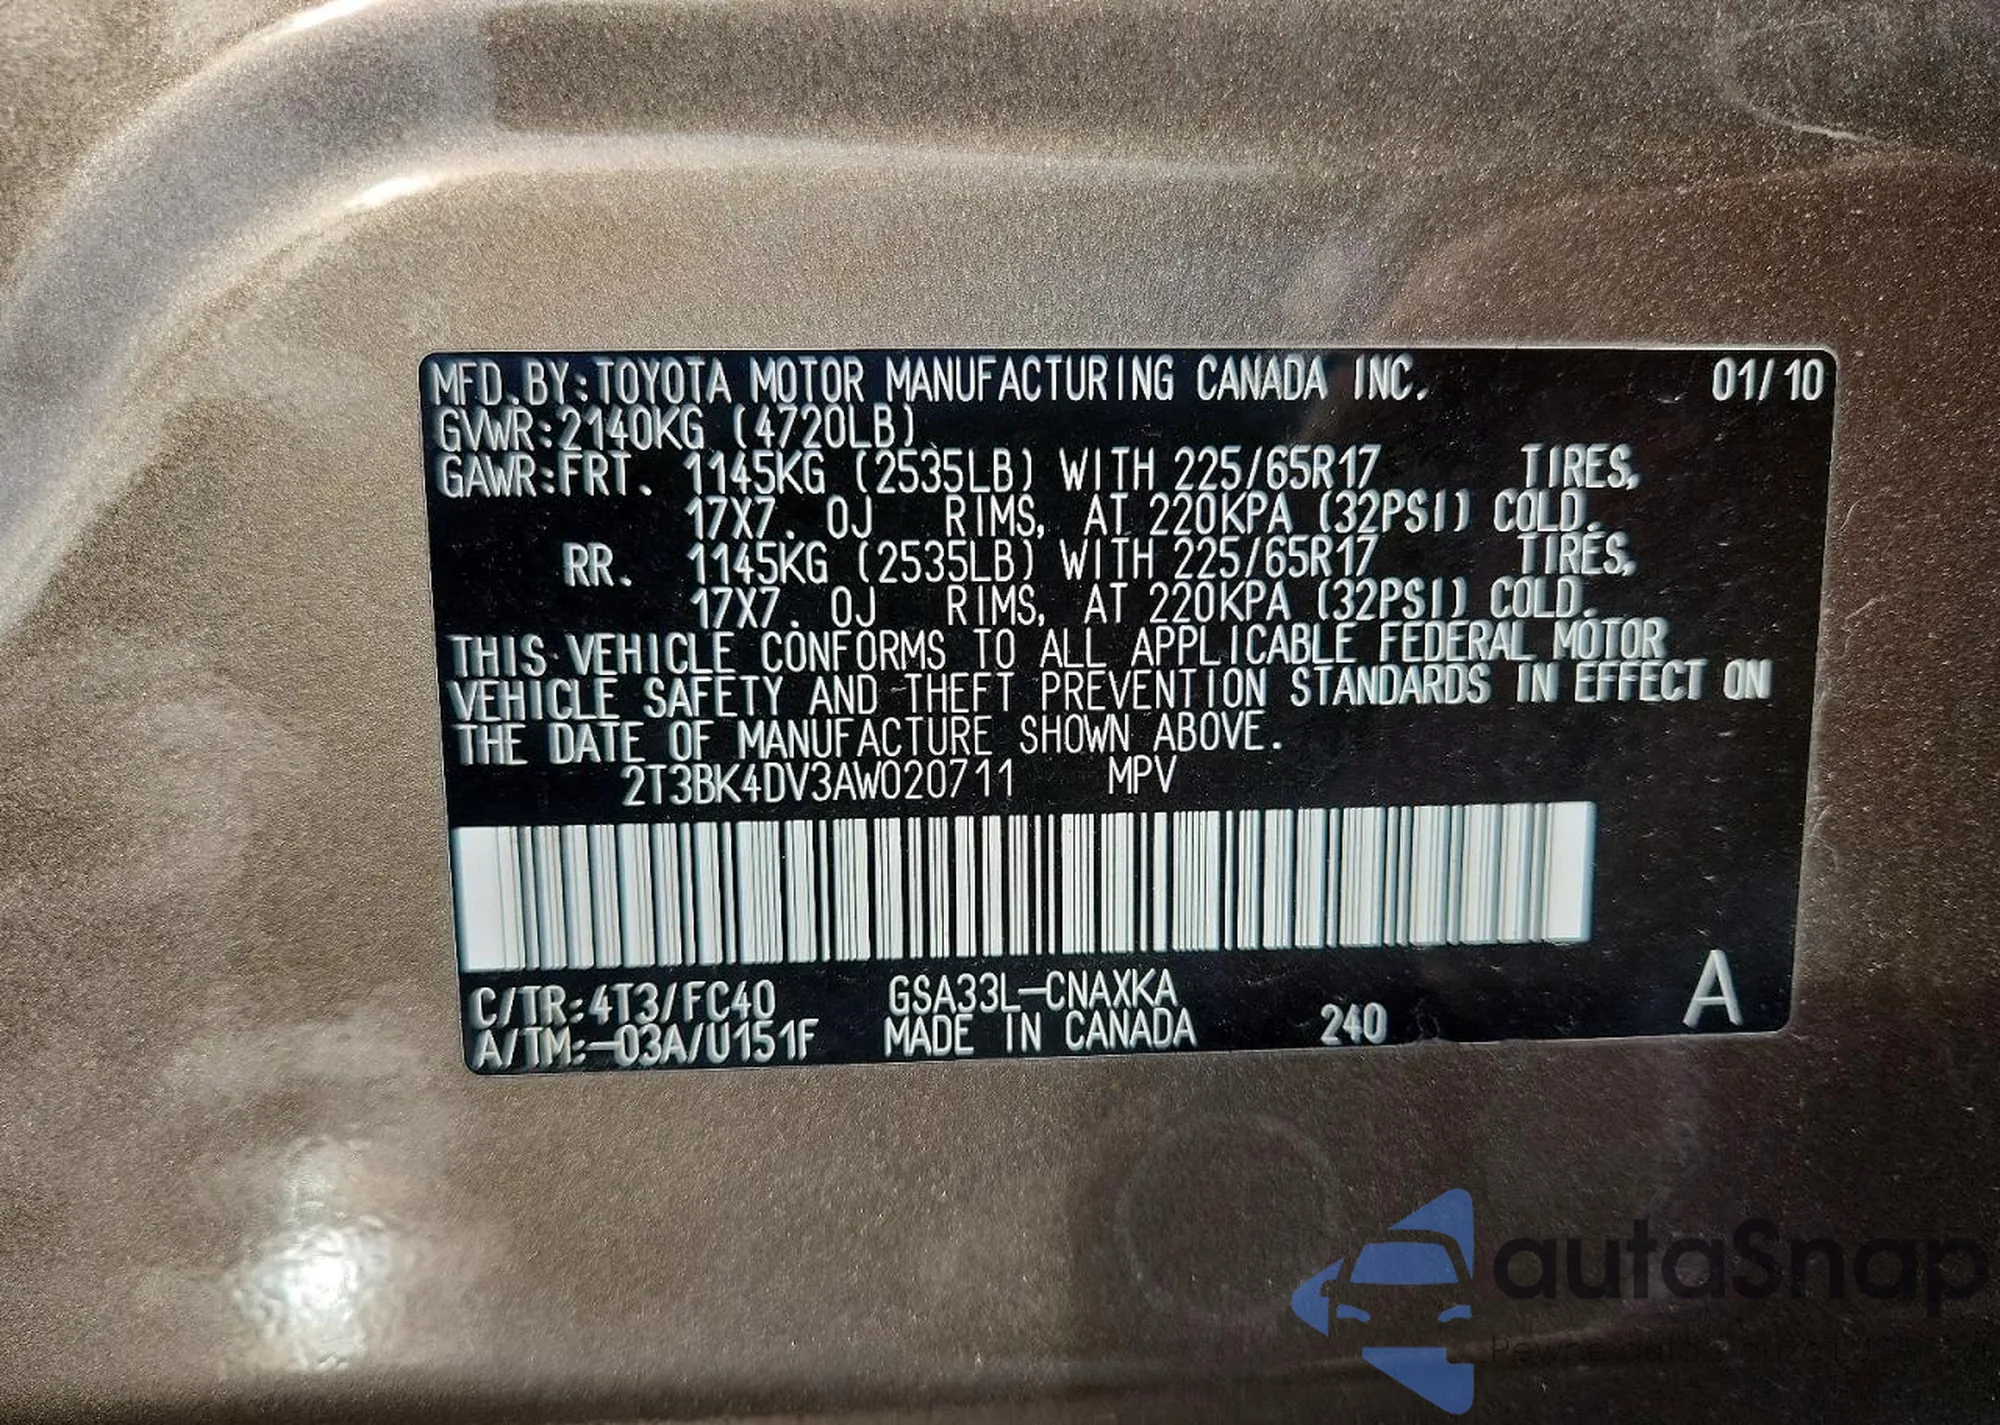 MFD.BY:TOYOTA MOTOR MANUFACTURING CANADA INC. 01/10
GVWR:2140KG (4720LB)
GAWR:FRT. 1145KG (2535LB) WITH 225/65R17 TIRES,
17X7. 0J RIMS, AT 220KPA (32PSI) COLD.
RR. 1145KG (2535LB) WITH 225/65R17 TIRES,
17X7. 0J RIMS, AT 220KPA (32PSI) COLD.
THIS VEHICLE CONFORMS TO ALL APPLICABLE FEDERAL MOTOR
VEHICLE SAFETY AND THEFT PREVENTION STANDARDS IN EFFECT ON
THE DATE OF MANUFACTURE SHOWN ABOVE.
2T3BK4DV3AW020711 MPV
C/TR:4T3/FC40 GSA33L-CNAXKA
A/TM:-03A/U151F MADE IN CANADA 240 A
autaSnap
Pewne auta z